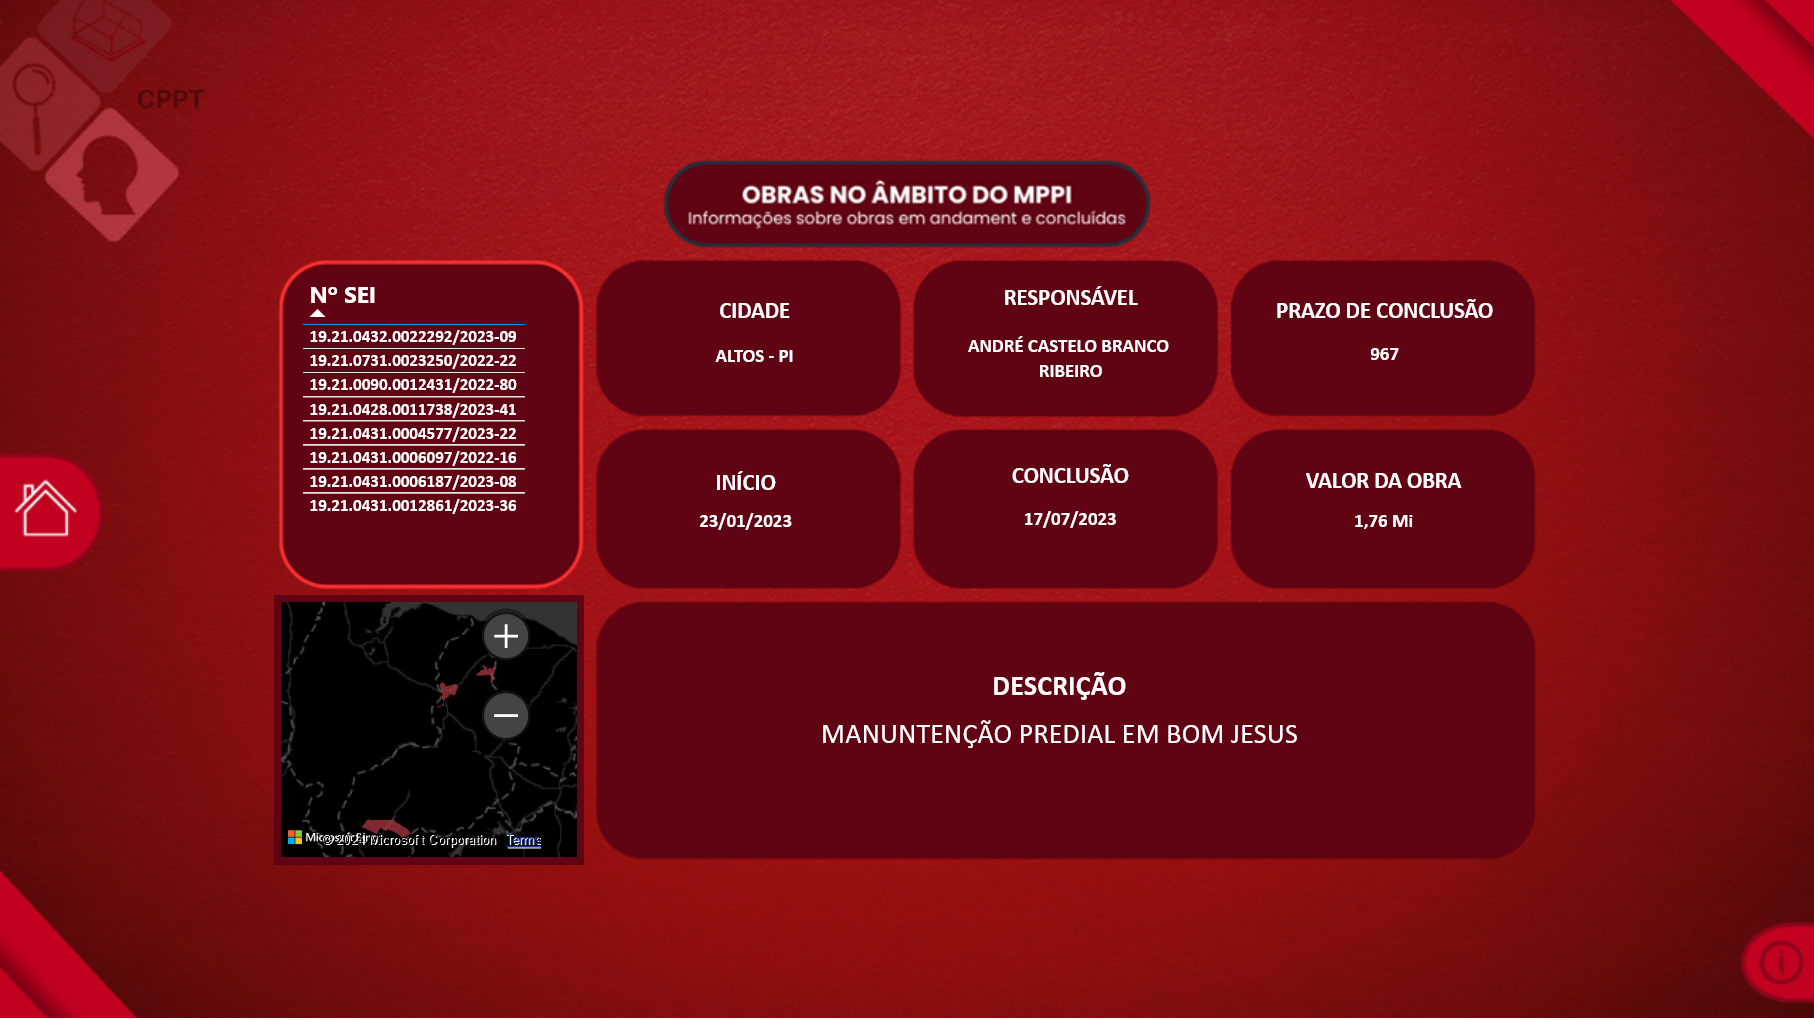 CPPT
OBRAS NO ÂMBITO DO MPPI
Informações sobre obras em andament e concluídas
Nº SEI
19.21.0432.0022292/2023-09
19.21.0731.0023250/2022-22
19.21.0090.0012431/2022-80
19.21.0428.0011738/2023-41
19.21.0431.0004577/2023-22
19.21.0431.0006097/2022-16
19.21.0431.0006187/2023-08
19.21.0431.0012861/2023-36
CIDADE
ALTOS - PI
RESPONSÁVEL
ANDRÉ CASTELO BRANCO
RIBEIRO
PRAZO DE CONCLUSÃO
967
INÍCIO
23/01/2023
CONCLUSÃO
17/07/2023
VALOR DA OBRA
1,76 Mi
DESCRIÇÃO
MANUNTENÇÃO PREDIAL EM BOM JESUS
Microsoft Corporation Terms